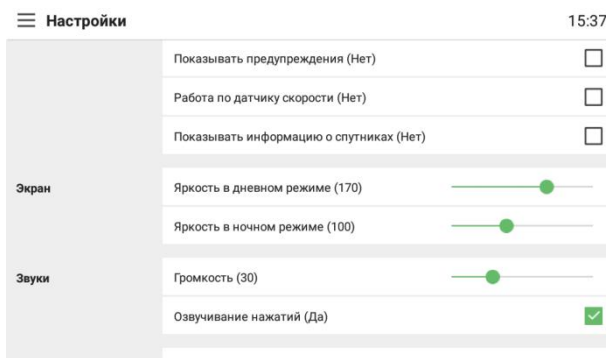 Настройки 15:37
Показывать предупреждения (Нет)
Работа по датчику скорости (Нет)
Показывать информацию о спутниках (Нет)
Экран Яркость в дневном режиме (170)
Яркость в ночном режиме (100)
Звуки Громкость (30)
Озвучивание нажатий (Да)